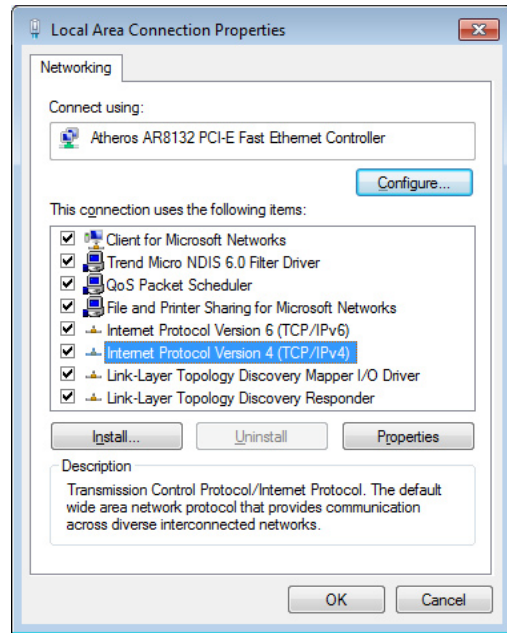 Local Area Connection Properties
Networking
Connect using:
Atheros AR8132 PCI-E Fast Ethernet Controller
Configure...
This connection uses the following items:
Client for Microsoft Networks
Trend Micro NDIS 6.0 Filter Driver
QoS Packet Scheduler
File and Printer Sharing for Microsoft Networks
Internet Protocol Version 6 (TCP/IPv6)
Internet Protocol Version 4 (TCP/IPv4)
Link-Layer Topology Discovery Mapper I/O Driver
Link-Layer Topology Discovery Responder
Install... Uninstall Properties
Description
Transmission Control Protocol/Internet Protocol. The default
wide area network protocol that provides communication
across diverse interconnected networks.
OK Cancel